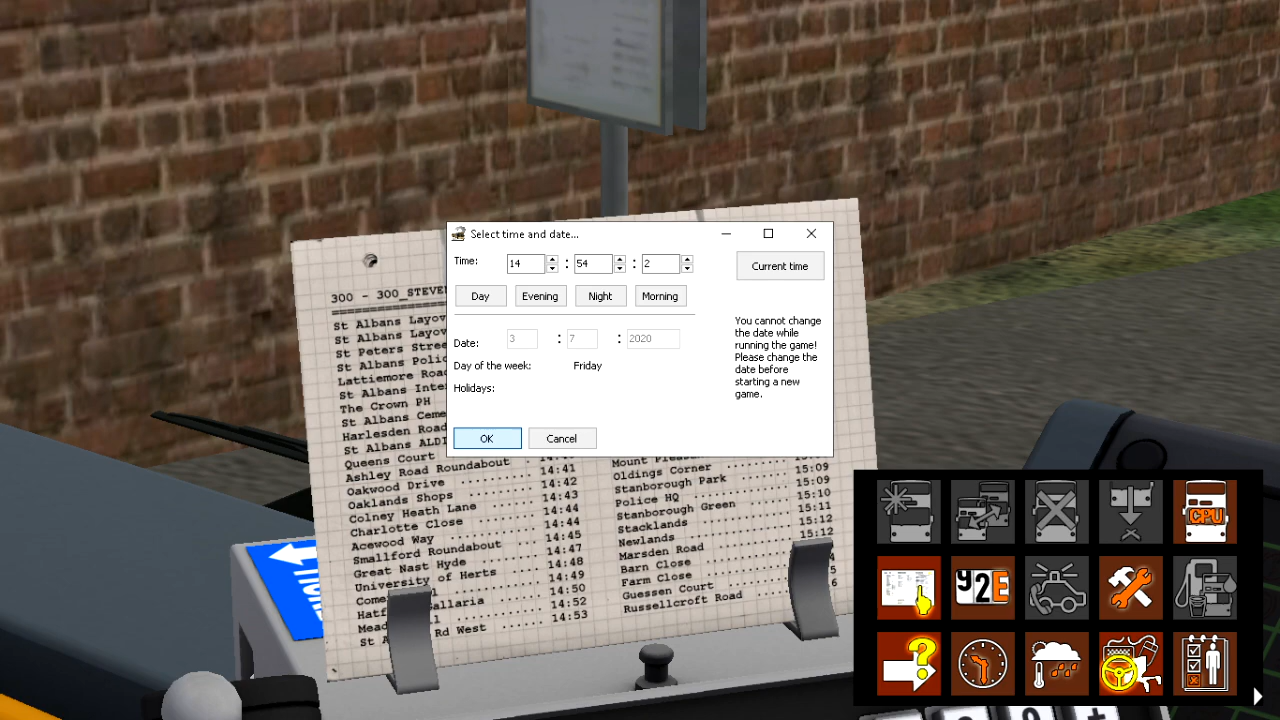 Select time and date...
Time: 14 : 54 : 2
Current time
Day Evening Night Morning
Date: 3 : 7 : 2020
Day of the week: Friday
Holidays:
You cannot change
the date while
running the game!
Please change the
date before
starting a new
game.
OK Cancel
300 - 300_STEVE
St Albans Layov
St Albans Layov
St Peters Stree
St Albans Polic
Lattiemore Roa
St Albans Inte
The Crown PH
St Albans Ceme
Harlesden Road
St Albans ALDI
Queens Court
Ashley Road Roundabout 14:41
Oakwood Drive 14:42
Oaklands Shops 14:43
Colney Heath Lane 14:44
Charlotte Close 14:44
Acewood Way 14:45
Smallford Roundabout 14:47
Great Nast Hyde 14:48
University of Herts 14:49
Come 14:50
Hatf alleria 14:52
Mead Rd West 14:53
St A
Mount Pleas
Oldings Corner 15:09
Stanborough Park 15:09
Police HQ 15:10
Stanborough Green 15:11
Stacklands 15:12
Newlands 15:12
Marsden Road
Barn Close
Farm Close
Guessen Court
Russellcroft Road
CPU
92E
?